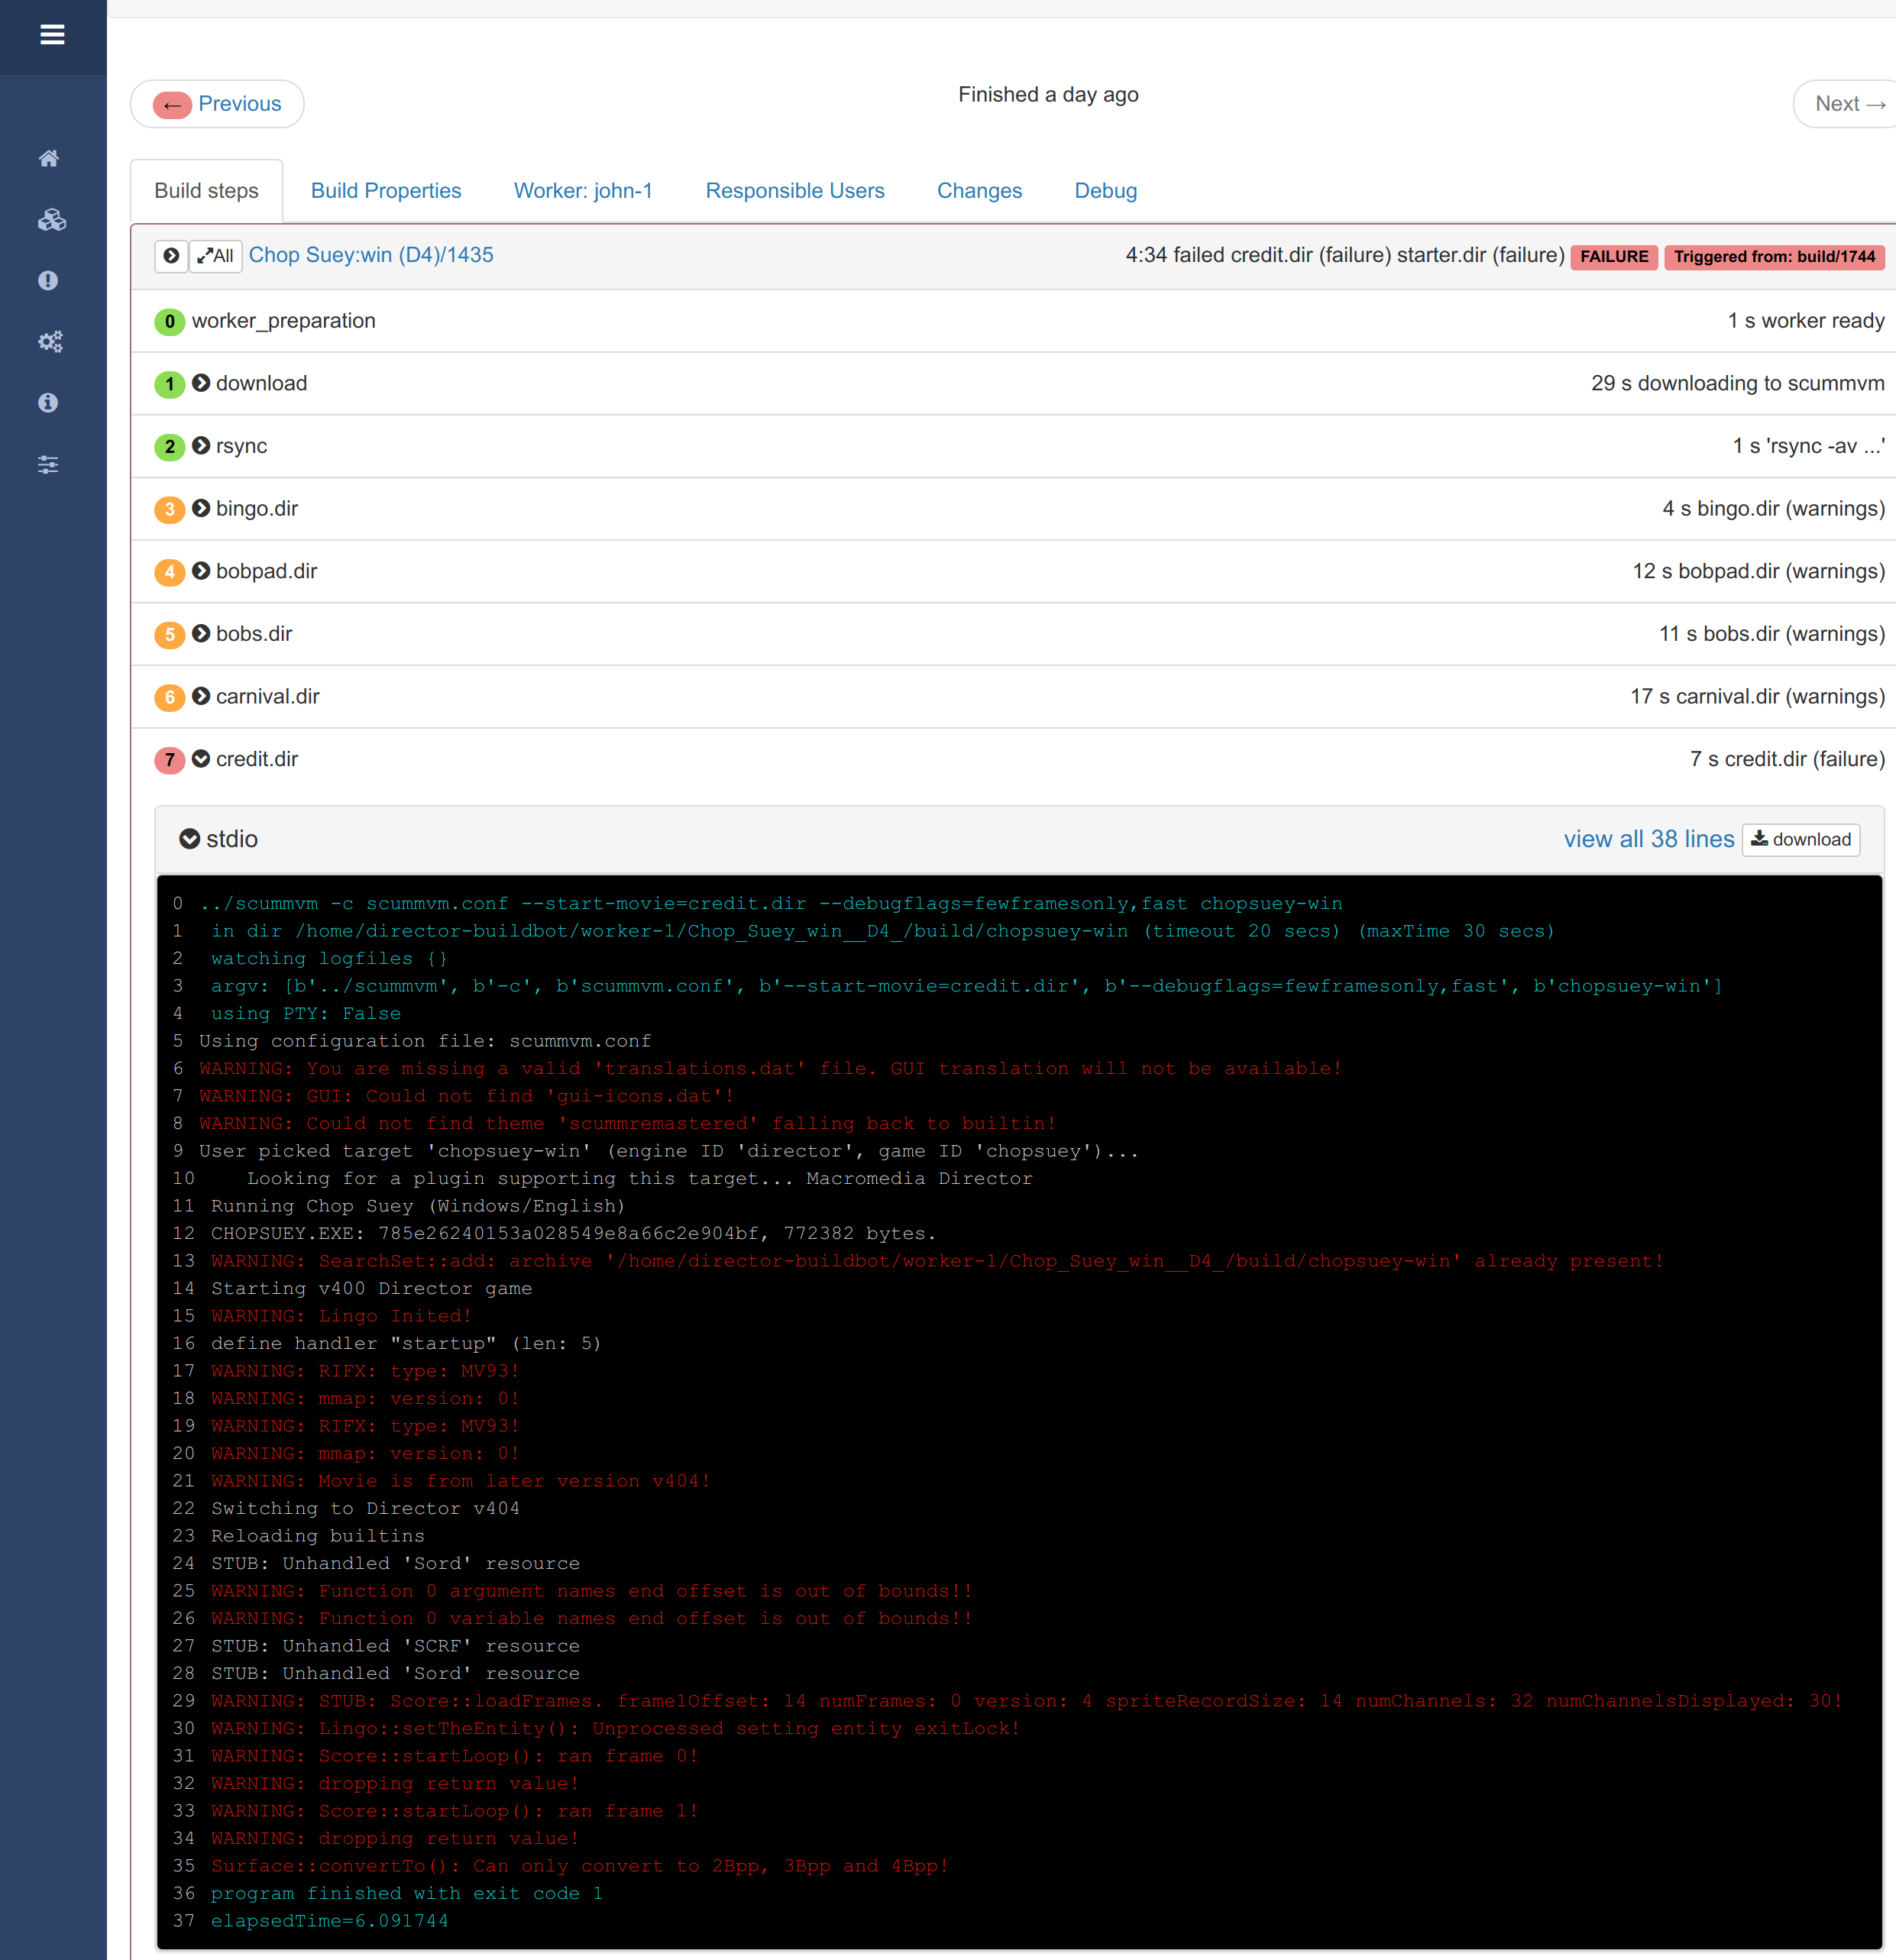 ← Previous
Finished a day ago
Next →
Build steps
Build Properties
Worker: john-1
Responsible Users
Changes
Debug
All Chop Suey:win (D4)/1435
4:34 failed credit.dir (failure) starter.dir (failure) FAILURE Triggered from: build/1744
0 worker_preparation
1 s worker ready
1 download
29 s downloading to scummvm
2 rsync
1 s 'rsync -av ...'
3 bingo.dir
4 s bingo.dir (warnings)
4 bobpad.dir
12 s bobpad.dir (warnings)
5 bobs.dir
11 s bobs.dir (warnings)
6 carnival.dir
17 s carnival.dir (warnings)
7 credit.dir
7 s credit.dir (failure)
stdio
view all 38 lines download
0 ../scummvm -c scummvm.conf --start-movie=credit.dir --debugflags=fewframesonly,fast chopsuey-win
1 in dir /home/director-buildbot/worker-1/Chop_Suey_win__D4_/build/chopsuey-win (timeout 20 secs) (maxTime 30 secs)
2 watching logfiles {}
3 argv: [b'../scummvm', b'-c', b'scummvm.conf', b'--start-movie=credit.dir', b'--debugflags=fewframesonly,fast', b'chopsuey-win']
4 using PTY: False
5 Using configuration file: scummvm.conf
6 WARNING: You are missing a valid 'translations.dat' file. GUI translation will not be available!
7 WARNING: GUI: Could not find 'gui-icons.dat'!
8 WARNING: Could not find theme 'scummremastered' falling back to builtin!
9 User picked target 'chopsuey-win' (engine ID 'director', game ID 'chopsuey')...
10 Looking for a plugin supporting this target... Macromedia Director
11 Running Chop Suey (Windows/English)
12 CHOPSUEY.EXE: 785e26240153a028549e8a66c2e904bf, 772382 bytes.
13 WARNING: SearchSet::add: archive '/home/director-buildbot/worker-1/Chop_Suey_win__D4_/build/chopsuey-win' already present!
14 Starting v400 Director game
15 WARNING: Lingo Inited!
16 define handler "startup" (len: 5)
17 WARNING: RIFX: type: MV93!
18 WARNING: mmap: version: 0!
19 WARNING: RIFX: type: MV93!
20 WARNING: mmap: version: 0!
21 WARNING: Movie is from later version v404!
22 Switching to Director v404
23 Reloading builtins
24 STUB: Unhandled 'Sord' resource
25 WARNING: Function 0 argument names end offset is out of bounds!!
26 WARNING: Function 0 variable names end offset is out of bounds!!
27 STUB: Unhandled 'SCRF' resource
28 STUB: Unhandled 'Sord' resource
29 WARNING: STUB: Score::loadFrames. frame1Offset: 14 numFrames: 0 version: 4 spriteRecordSize: 14 numChannels: 32 numChannelsDisplayed: 30!
30 WARNING: Lingo::setTheEntity(): Unprocessed setting entity exitLock!
31 WARNING: Score::startLoop(): ran frame 0!
32 WARNING: dropping return value!
33 WARNING: Score::startLoop(): ran frame 1!
34 WARNING: dropping return value!
35 Surface::convertTo(): Can only convert to 2Bpp, 3Bpp and 4Bpp!
36 program finished with exit code 1
37 elapsedTime=6.091744